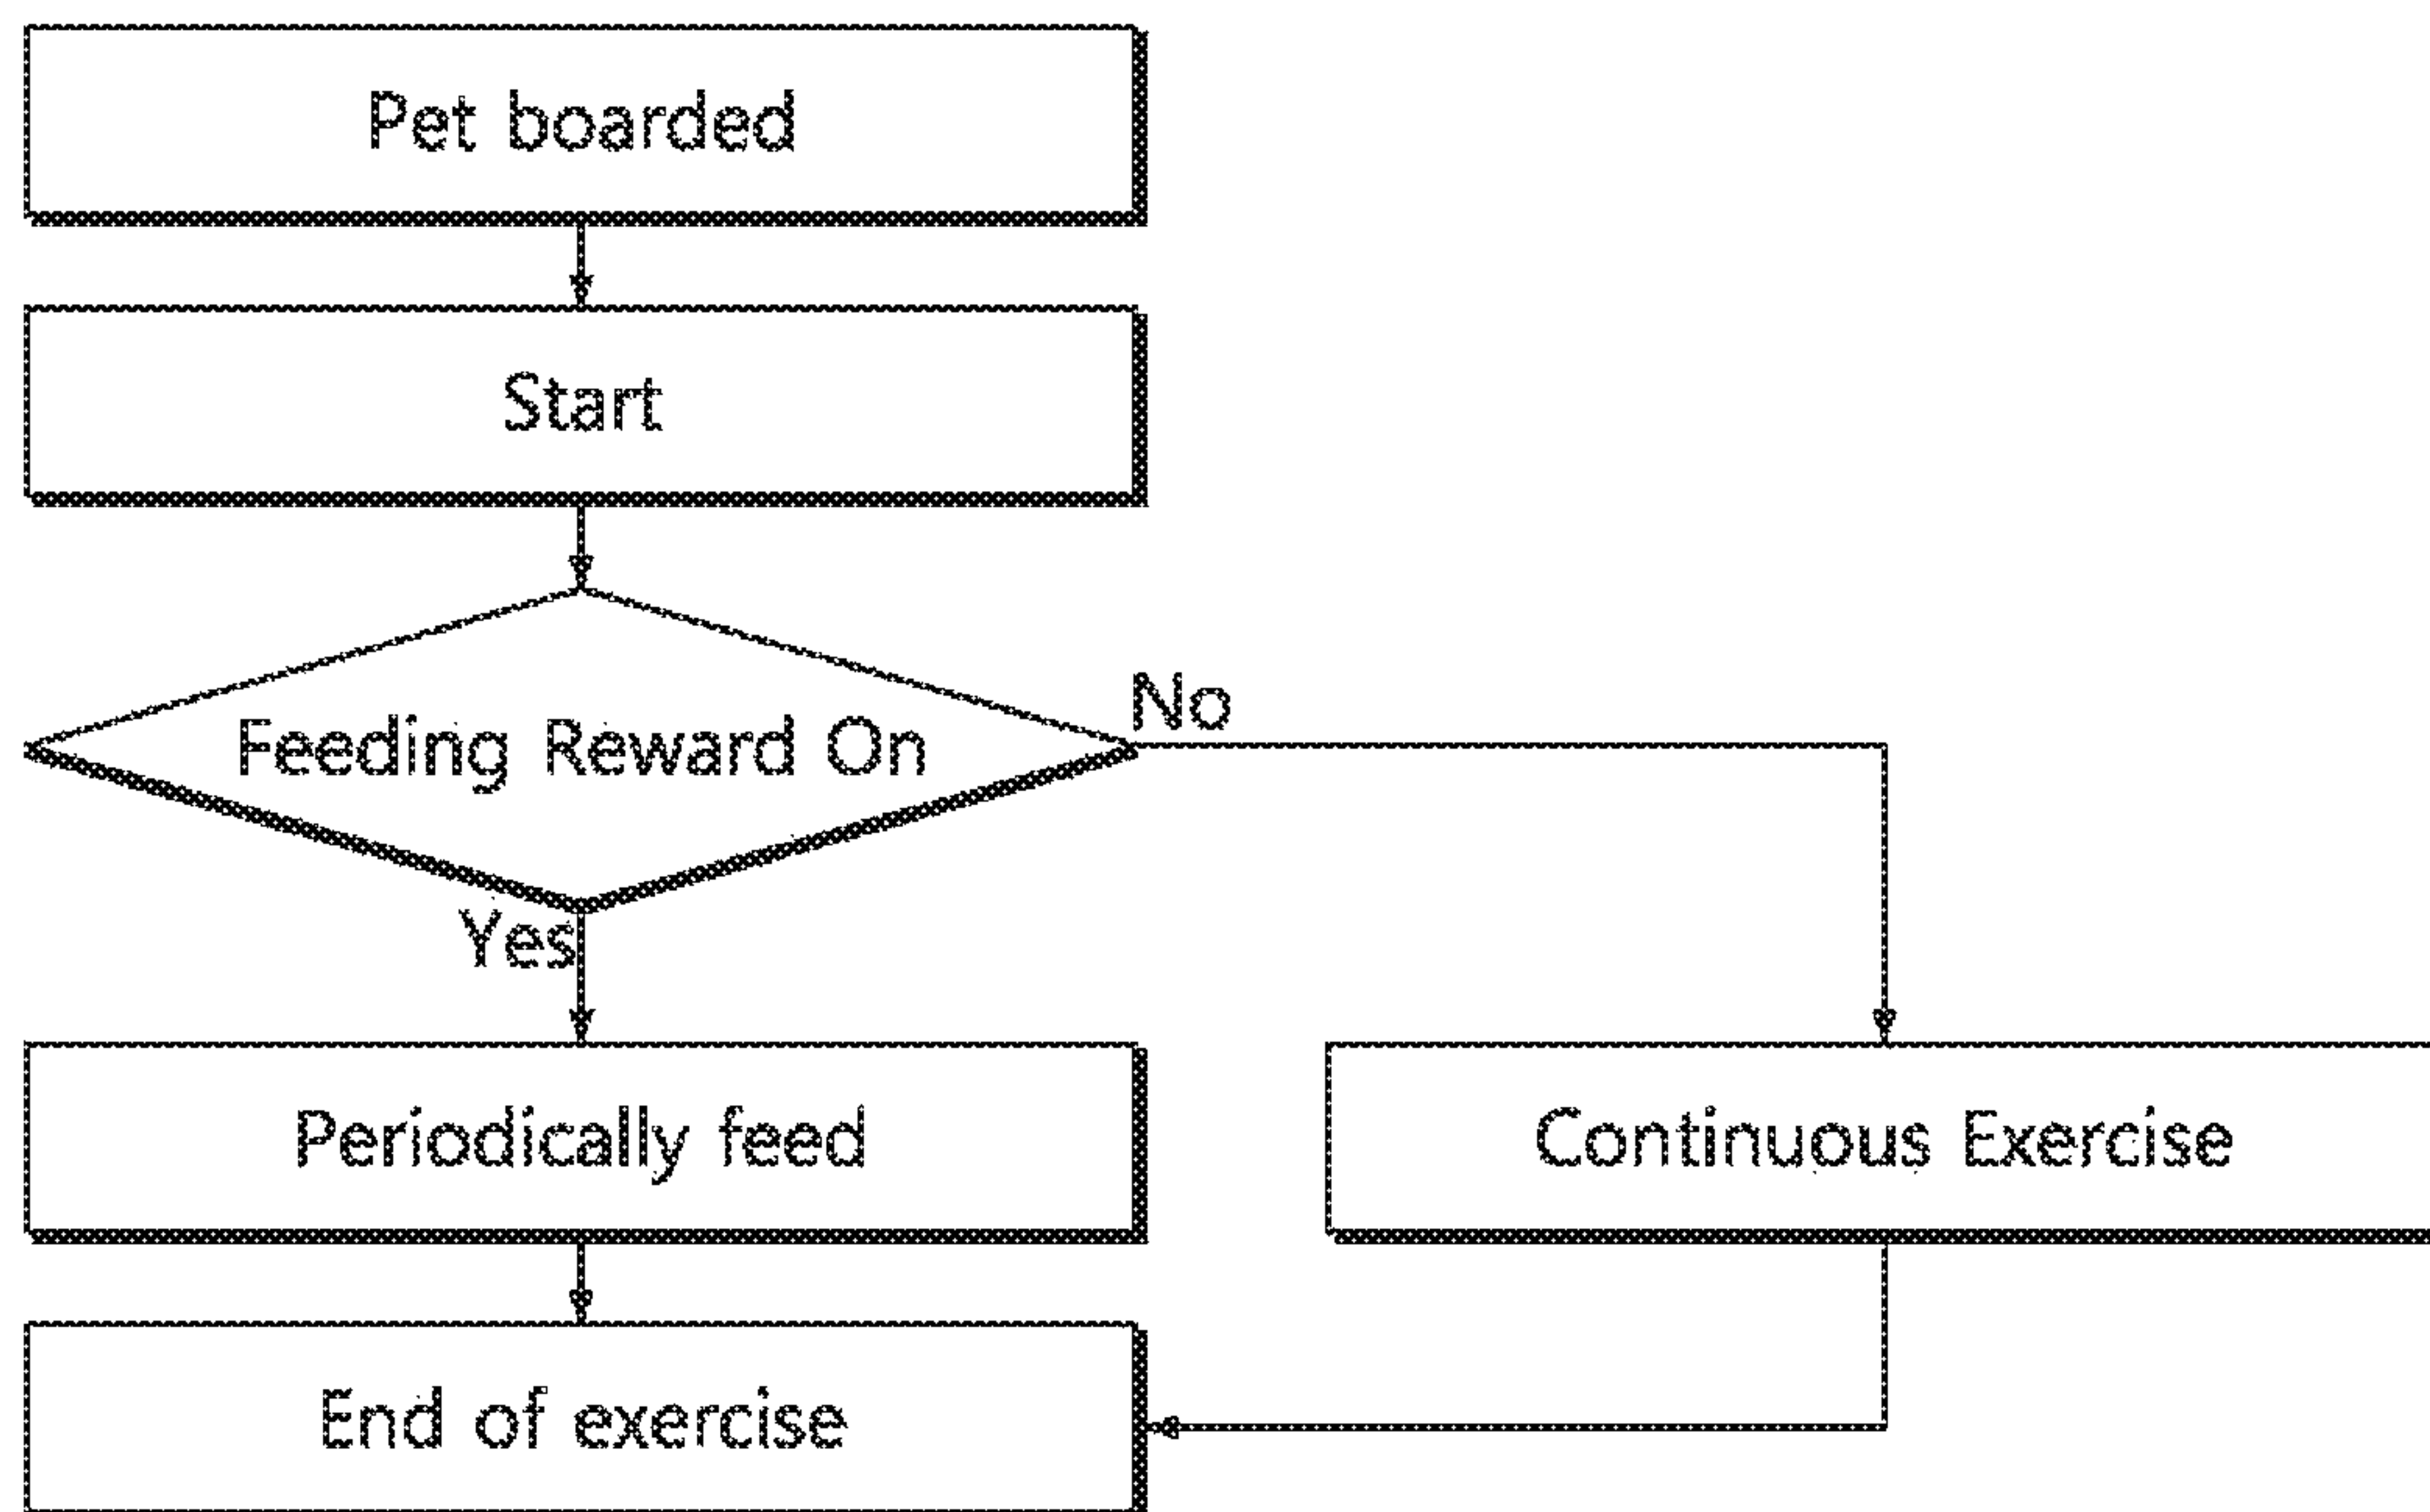 Pet boarded
Start
Feeding Reward On
No
Yes
Periodically feed
Continuous Exercise
End of exercise